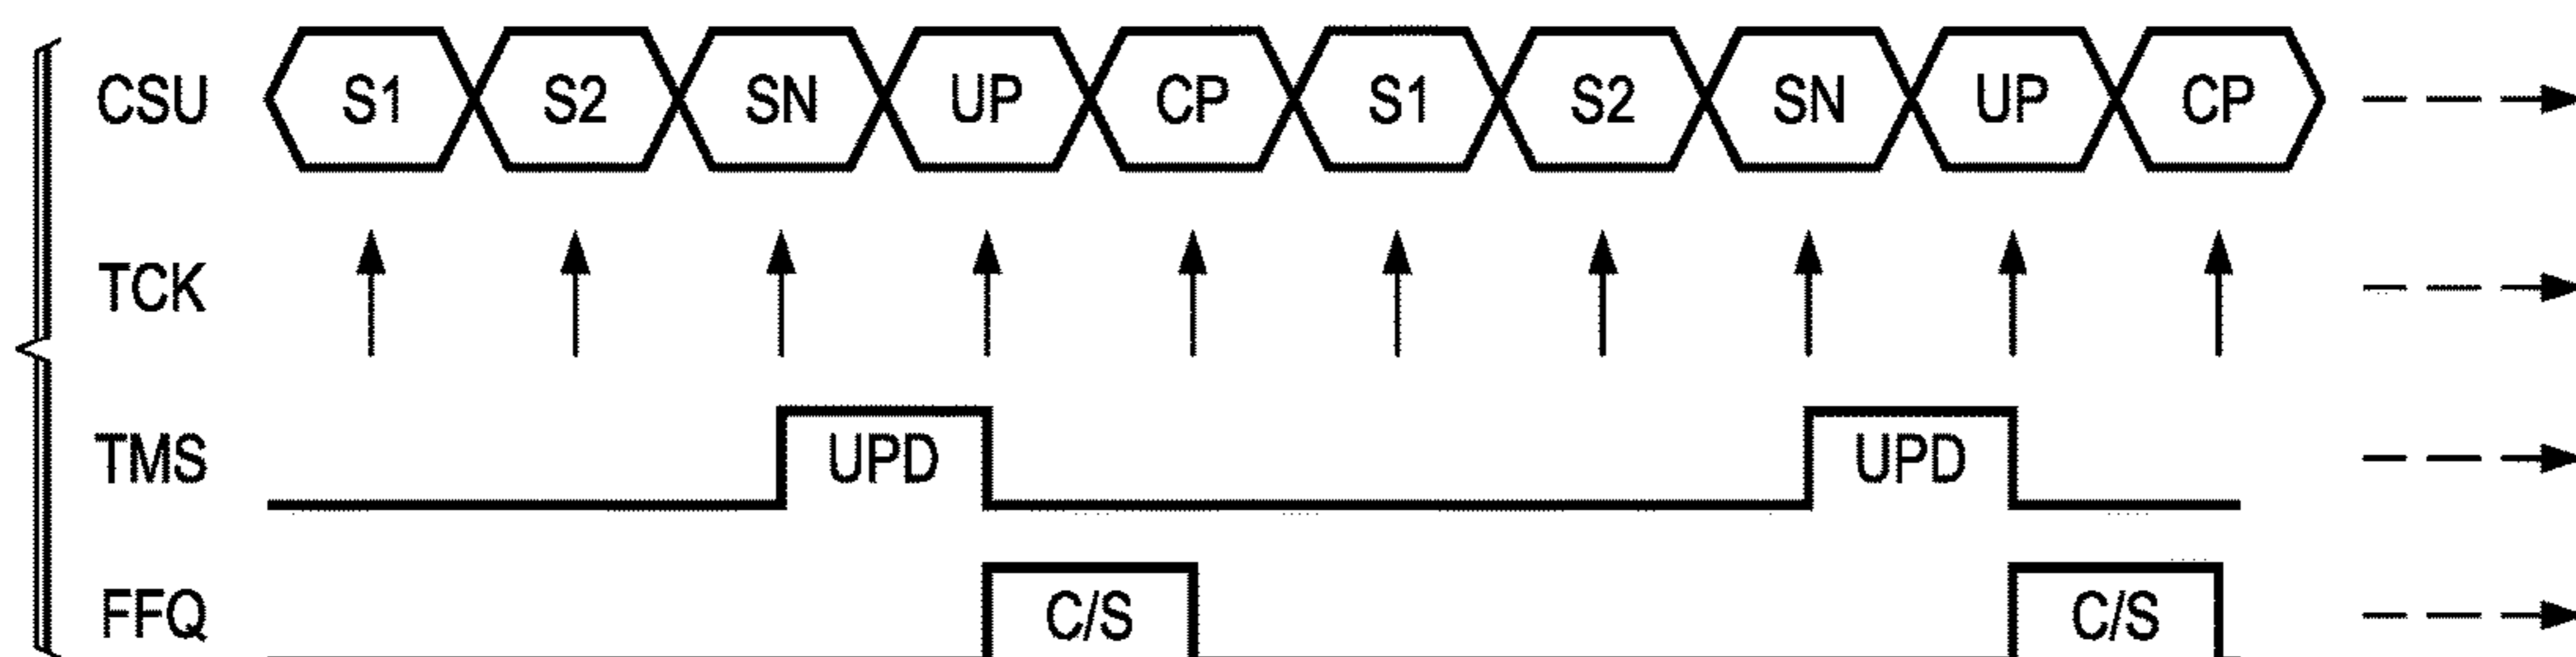 CSU S1 S2 SN UP CP S1 S2 SN UP CP
TCK
TMS UPD UPD
FFQ C/S C/S